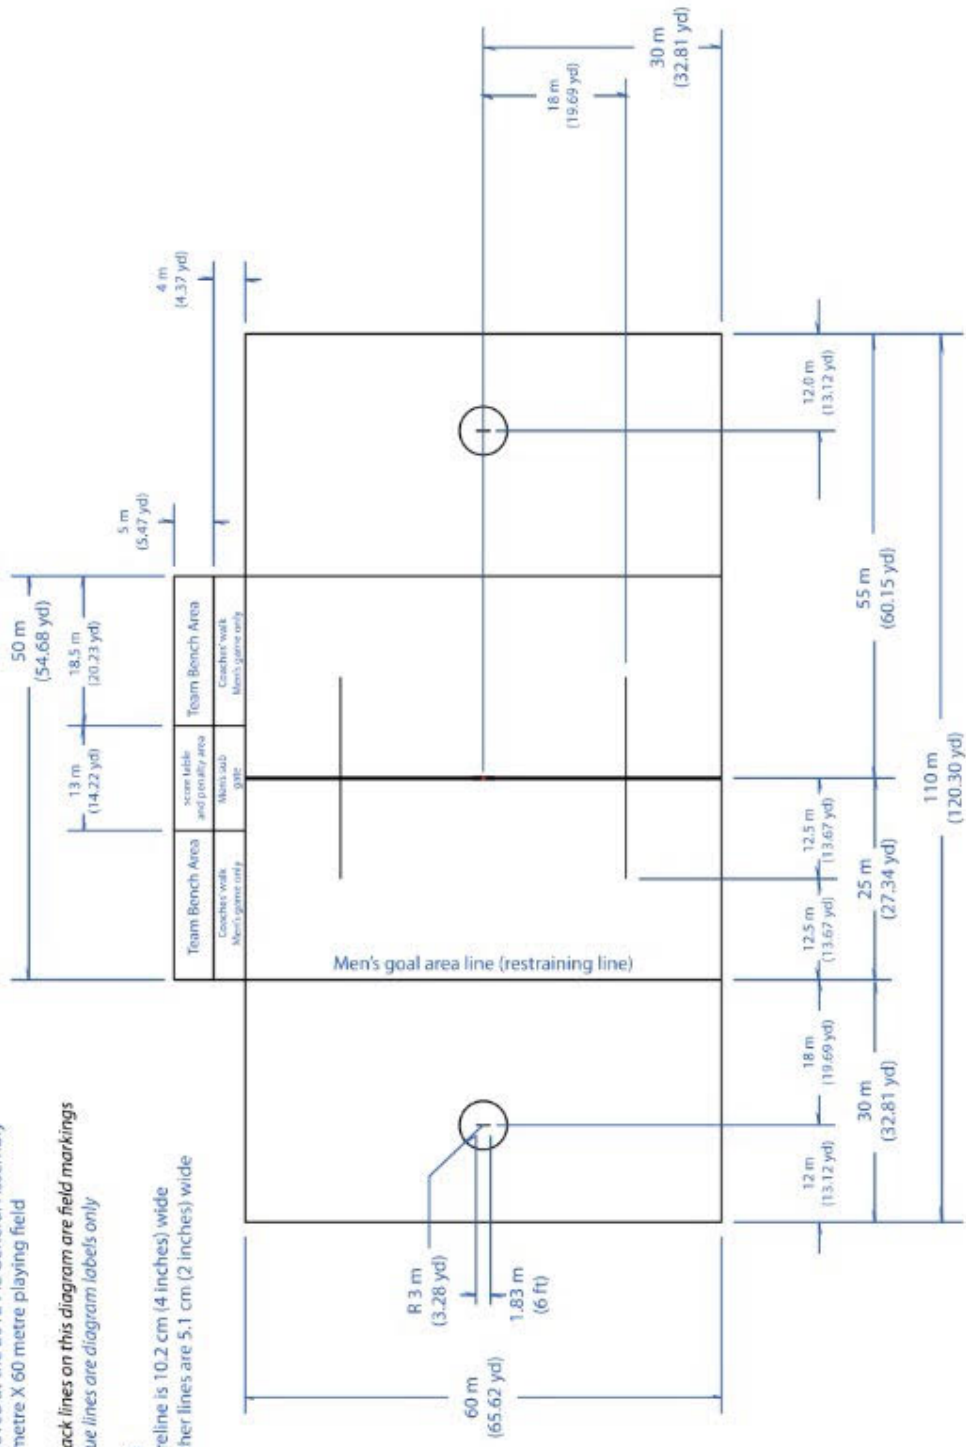 metre X 60 metre playing field
ack lines on this diagram are field markings
ue lines are diagram labels only
reline is 10.2 cm (4 inches) wide
her lines are 5.1 cm (2 inches) wide
50 m
(54.68 yd)
13 m
(14.22 yd)
18.5 m
(20.23 yd)
5 m
(5.47 yd)
4 m
(4.37 yd)
18 m
(19.69 yd)
30 m
(32.81 yd)
Team Bench Area
score table
and penalty area
Team Bench Area
Coaches' walk
Men's game only
Men's sub
gate
Coaches' walk
Men's game only
Men's goal area line (restraining line)
R 3 m
(3.28 yd)
1.83 m
(6 ft)
60 m
(65.62 yd)
12 m
(13.12 yd)
18 m
(19.69 yd)
12.5 m
(13.67 yd)
12.5 m
(13.67 yd)
12.0 m
(13.12 yd)
30 m
(32.81 yd)
25 m
(27.34 yd)
55 m
(60.15 yd)
110 m
(120.30 yd)